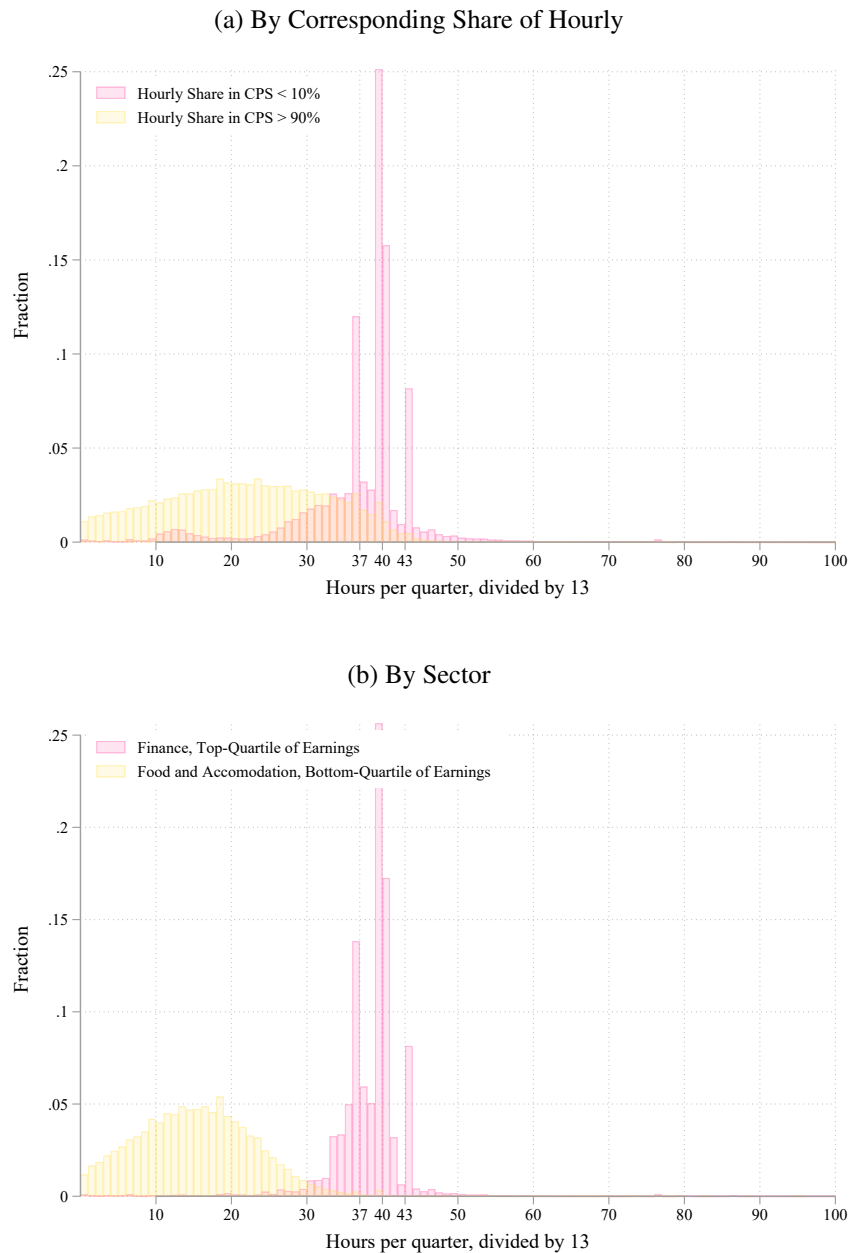 (a) By Corresponding Share of Hourly
.25
Hourly Share in CPS < 10%
Hourly Share in CPS > 90%
.2
.15
Fraction
.1
.05
0
10 20 30 37 40 43 50 60 70 80 90 100
Hours per quarter, divided by 13
(b) By Sector
.25
Finance, Top-Quartile of Earnings
Food and Accomodation, Bottom-Quartile of Earnings
.2
.15
Fraction
.1
.05
0
10 20 30 37 40 43 50 60 70 80 90 100
Hours per quarter, divided by 13